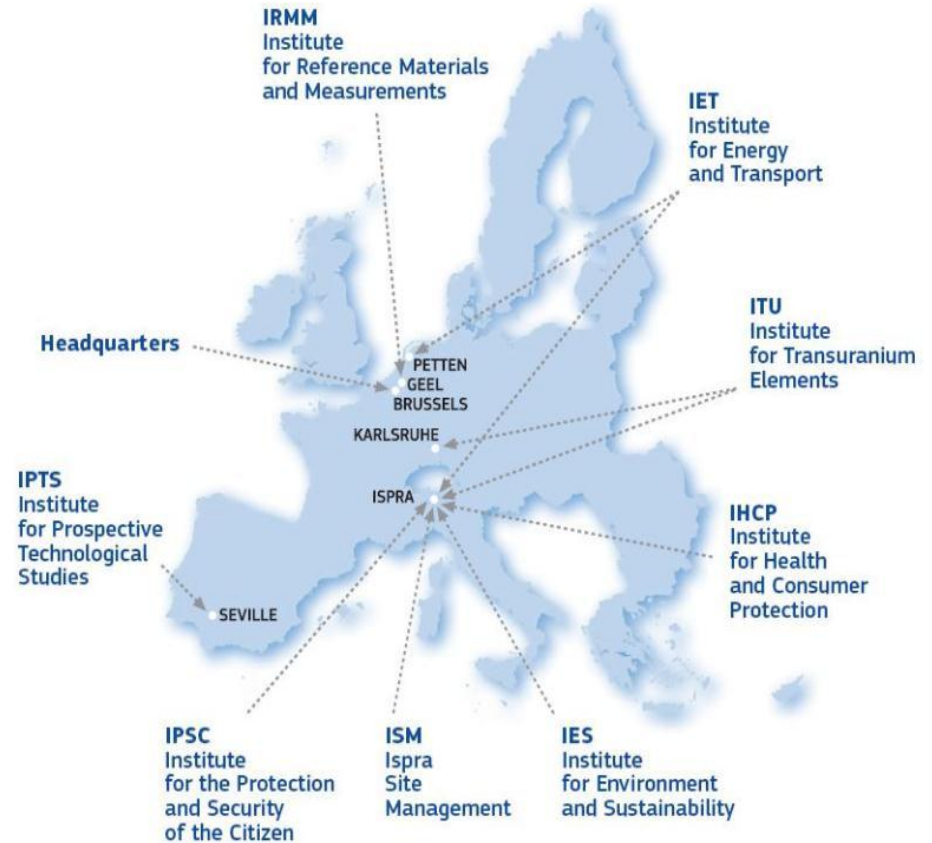 IRMM
Institute
for Reference Materials
and Measurements
IET
Institute
for Energy
and Transport
ITU
Institute
for Transuranium
Elements
Headquarters
PETTEN
GEEL
BRUSSELS
KARLSRUHE
ISPRA
IPTS
Institute
for Prospective
Technological
Studies
SEVILLE
IHCP
Institute
for Health
and Consumer
Protection
IPSC
Institute
for the Protection
and Security
of the Citizen
ISM
Ispra
Site
Management
IES
Institute
for Environment
and Sustainability